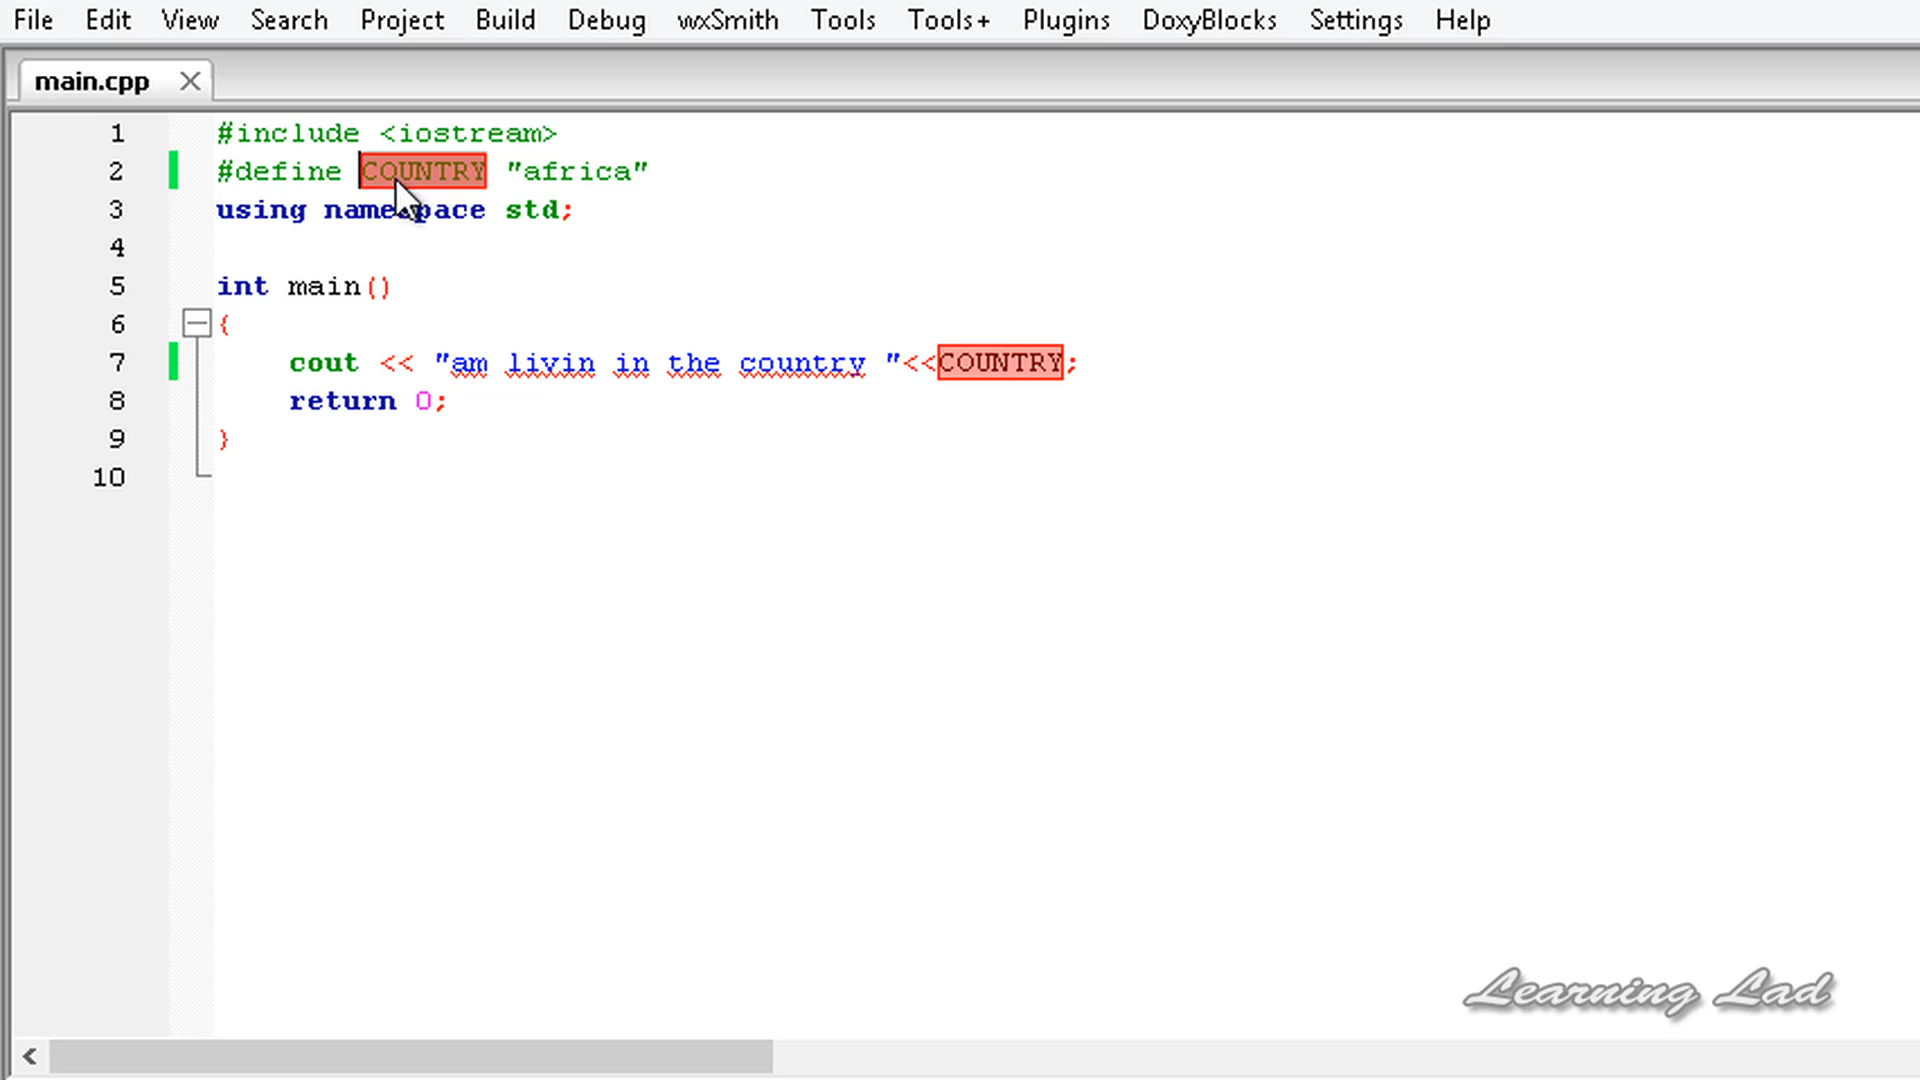 File Edit View Search Project Build Debug wxSmith Tools Tools+ Plugins DoxyBlocks Settings Help
main.cpp
1 #include <iostream>
2 #define COUNTRY "africa"
3 using namespace std;
4
5 int main()
6 {
7 cout << "am livin in the country "<<COUNTRY;
8 return 0;
9 }
10
Learning Lad